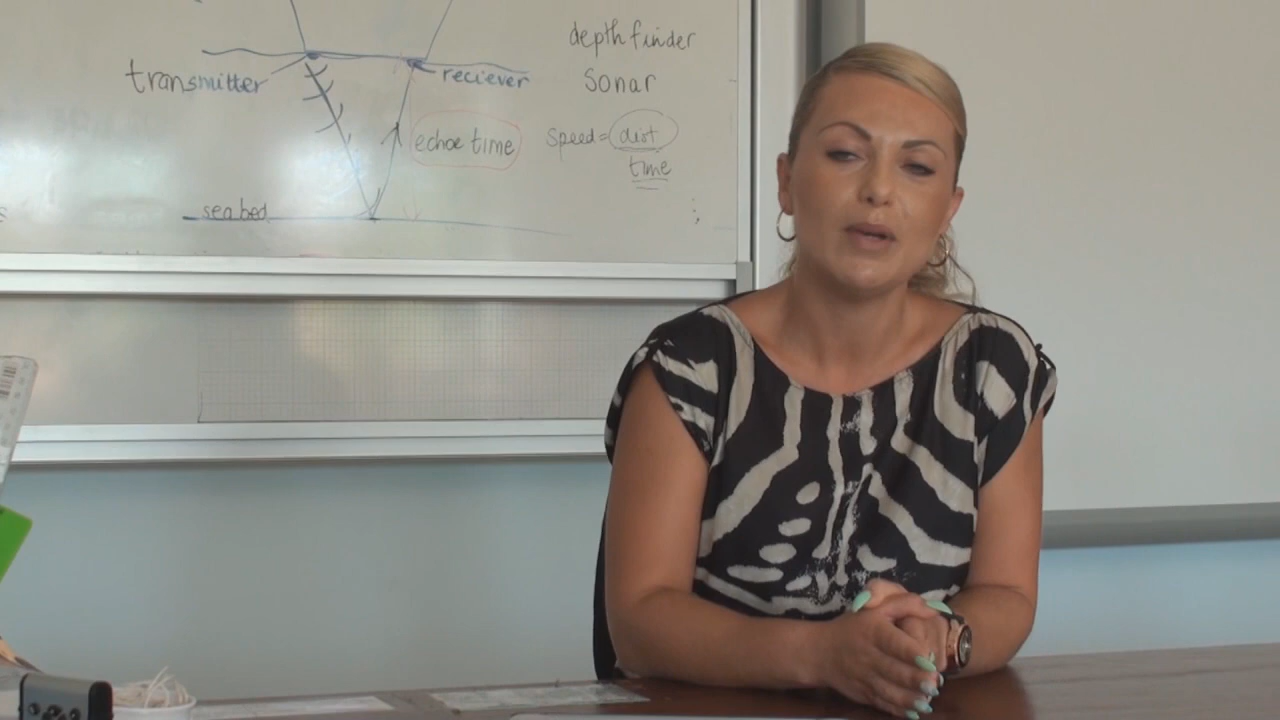 depth finder
transmitter
reciever
Sonar
echoe time
speed = dist
time
sea bed